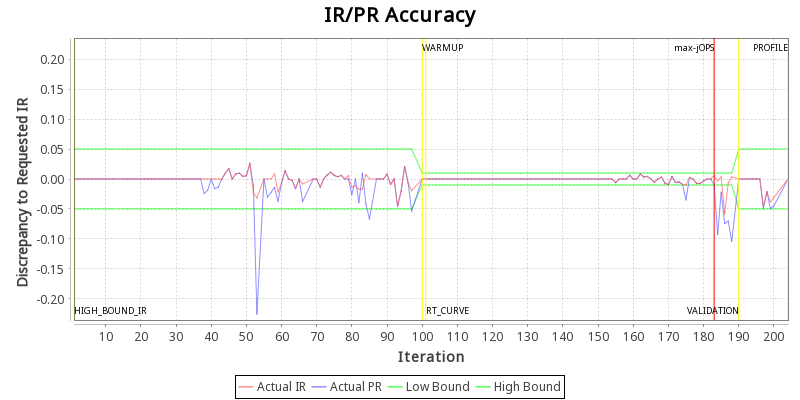 IR/PR Accuracy
Discrepancy to Requested IR
0.20
0.15
0.10
0.05
0.00
-0.05
-0.10
-0.15
-0.20
WARMUP
max-jOPS
PROFILE
HIGH_BOUND_IR
RT_CURVE
VALIDATION
10 20 30 40 50 60 70 80 90 100 110 120 130 140 150 160 170 180 190 200
Iteration
Actual IR Actual PR Low Bound High Bound